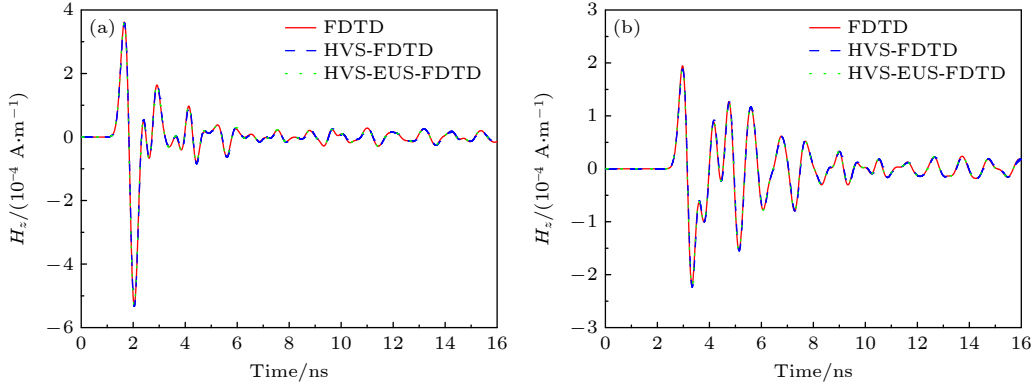 (a)
FDTD
HVS-FDTD
HVS-EUS-FDTD
4
2
0
−2
−4
−6
H_z/(10^{-4} A·m^{-1})
0 2 4 6 8 10 12 14 16
Time/ns
(b)
FDTD
HVS-FDTD
HVS-EUS-FDTD
3
2
1
0
−1
−2
−3
H_z/(10^{-4} A·m^{-1})
0 2 4 6 8 10 12 14 16
Time/ns